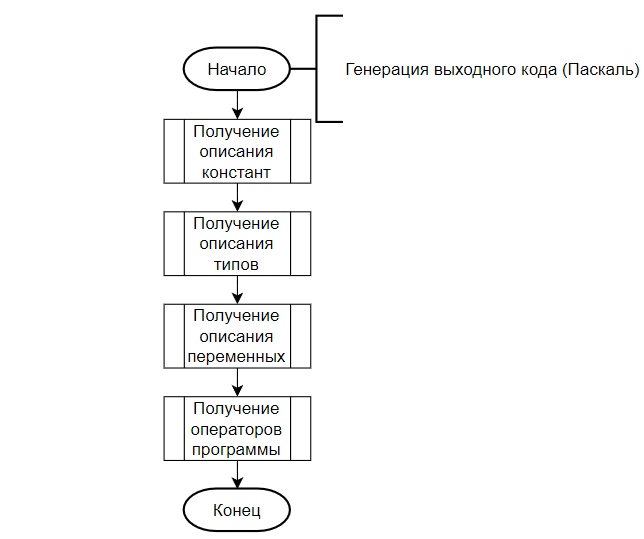 Начало
Генерация выходного кода (Паскаль)
Получение
описания
констант
Получение
описания
типов
Получение
описания
переменных
Получение
операторов
программы
Конец